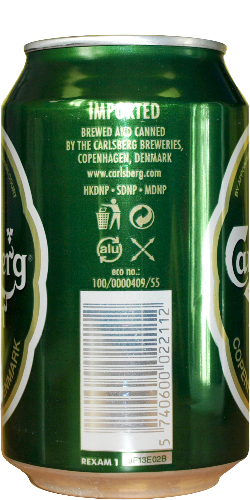 IMPORTED
BREWED AND CANNED
BY THE CARLSBERG BREWERIES,
COPENHAGEN, DENMARK
www.carlsberg.com
HKDNP • SDNP • MDNP
alu
eco no.:
100/0000409/55
5 740600 022112
REXAM 1